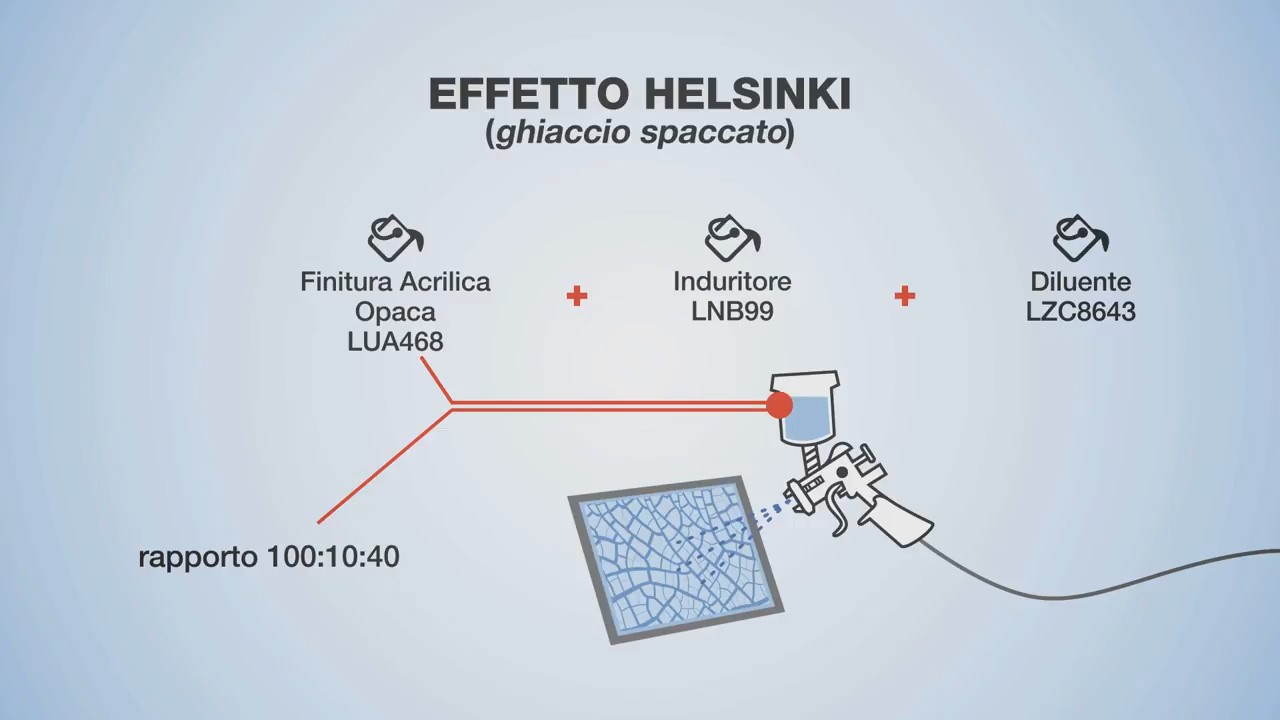 EFFETTO HELSINKI
(ghiaccio spaccato)
Finitura Acrilica
Opaca
LUA468
+
Induritore
LNB99
+
Diluente
LZC8643
rapporto 100:10:40